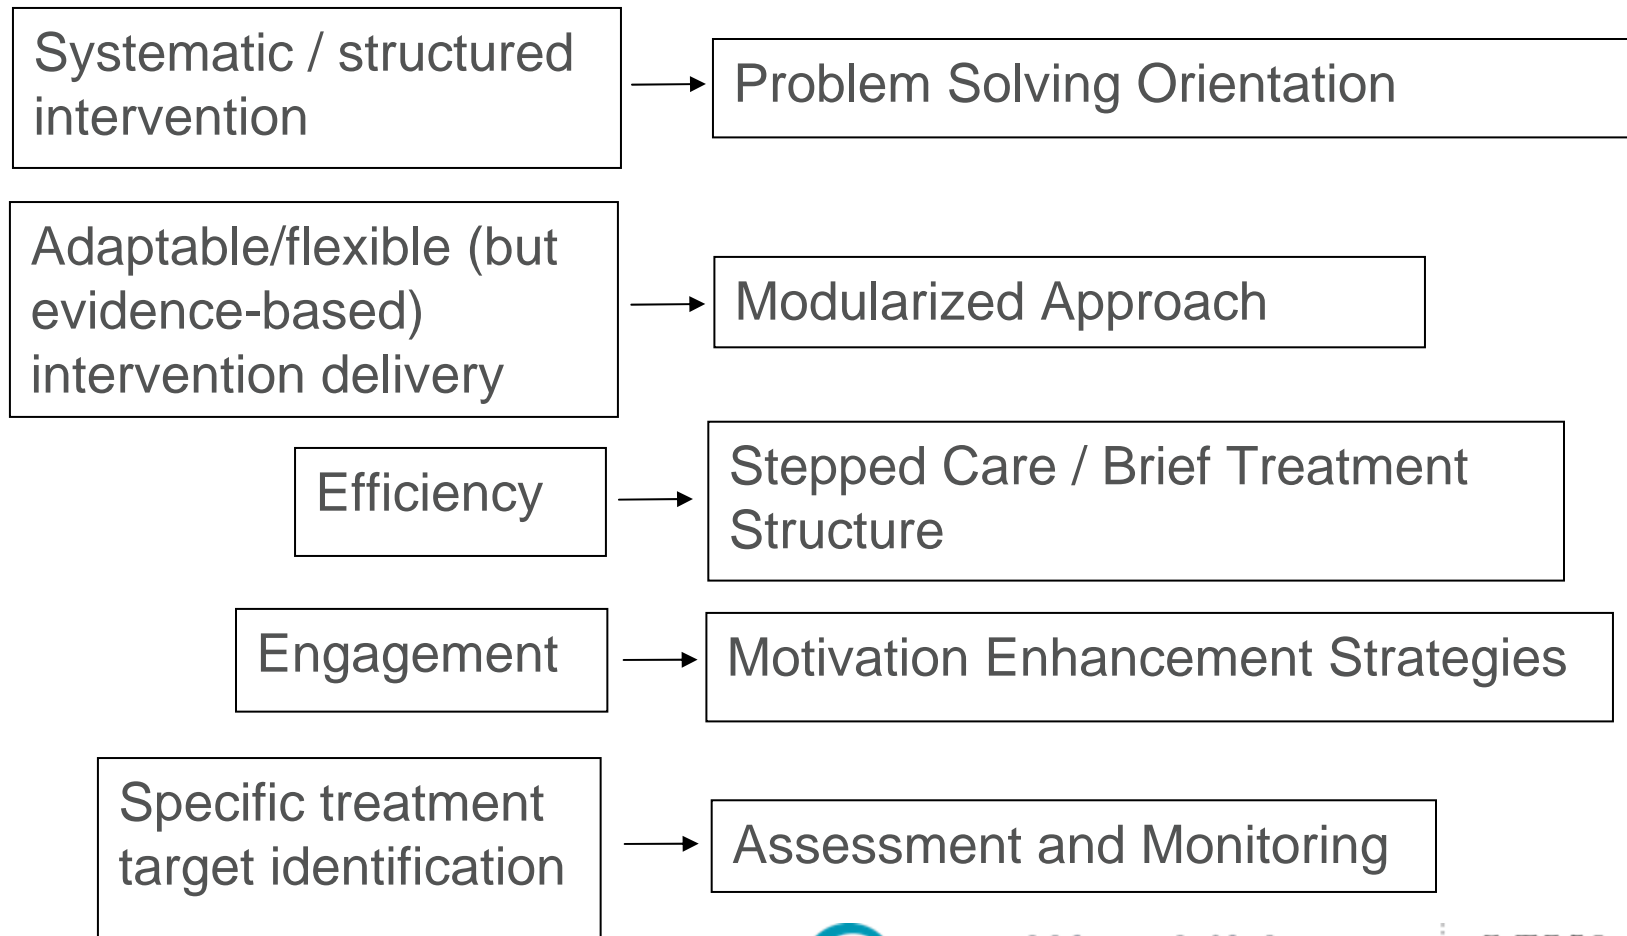 Systematic / structured
intervention
Problem Solving Orientation
Adaptable/flexible (but
evidence-based)
intervention delivery
Modularized Approach
Efficiency
Stepped Care / Brief Treatment
Structure
Engagement
Motivation Enhancement Strategies
Specific treatment
target identification
Assessment and Monitoring